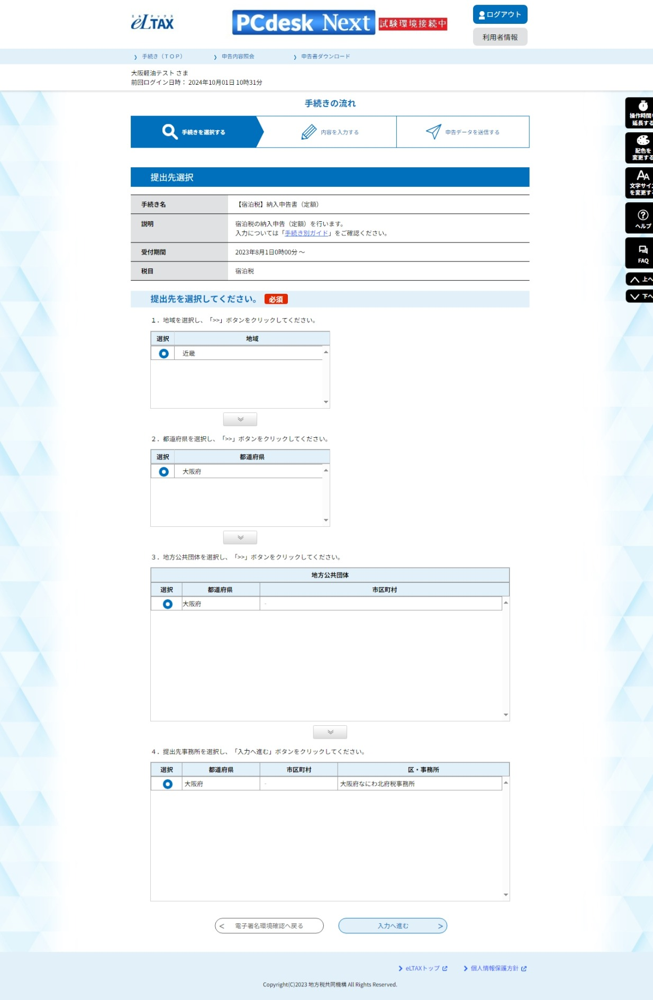 エルタックス
eLTAX
PCdesk Next
試験環境接続中
ログアウト
利用者情報
手続き（TOP）
申告内容照会
申告書ダウンロード
大阪軽油テスト さま
前回ログイン日時： 2024年10月01日 10時31分
手続きの流れ
手続きを選択する
内容を入力する
申告データを送信する
操作時間を
延長する
配色を
変更する
文字サイズ
を変更する
ヘルプ
FAQ
上へ
下へ
提出先選択
手続き名 【宿泊税】納入申告書（定額）
説明 宿泊税の納入申告（定額）を行います。
入力については「手続き別ガイド」をご確認ください。
受付期間 2023年8月1日0時00分 ～
税目 宿泊税
提出先を選択してください。 必須
１．地域を選択し、「>>」ボタンをクリックしてください。
選択 地域
近畿
２．都道府県を選択し、「>>」ボタンをクリックしてください。
選択 都道府県
大阪府
３．地方公共団体を選択し、「>>」ボタンをクリックしてください。
地方公共団体
選択 都道府県 市区町村
大阪府 -
４．提出先事務所を選択し、「入力へ進む」ボタンをクリックしてください。
選択 都道府県 市区町村 区・事務所
大阪府 - 大阪府なにわ北府税事務所
< 電子署名環境確認へ戻る
入力へ進む >
eLTAXトップ
個人情報保護方針
Copyright(C)2023 地方税共同機構 All Rights Reserved.